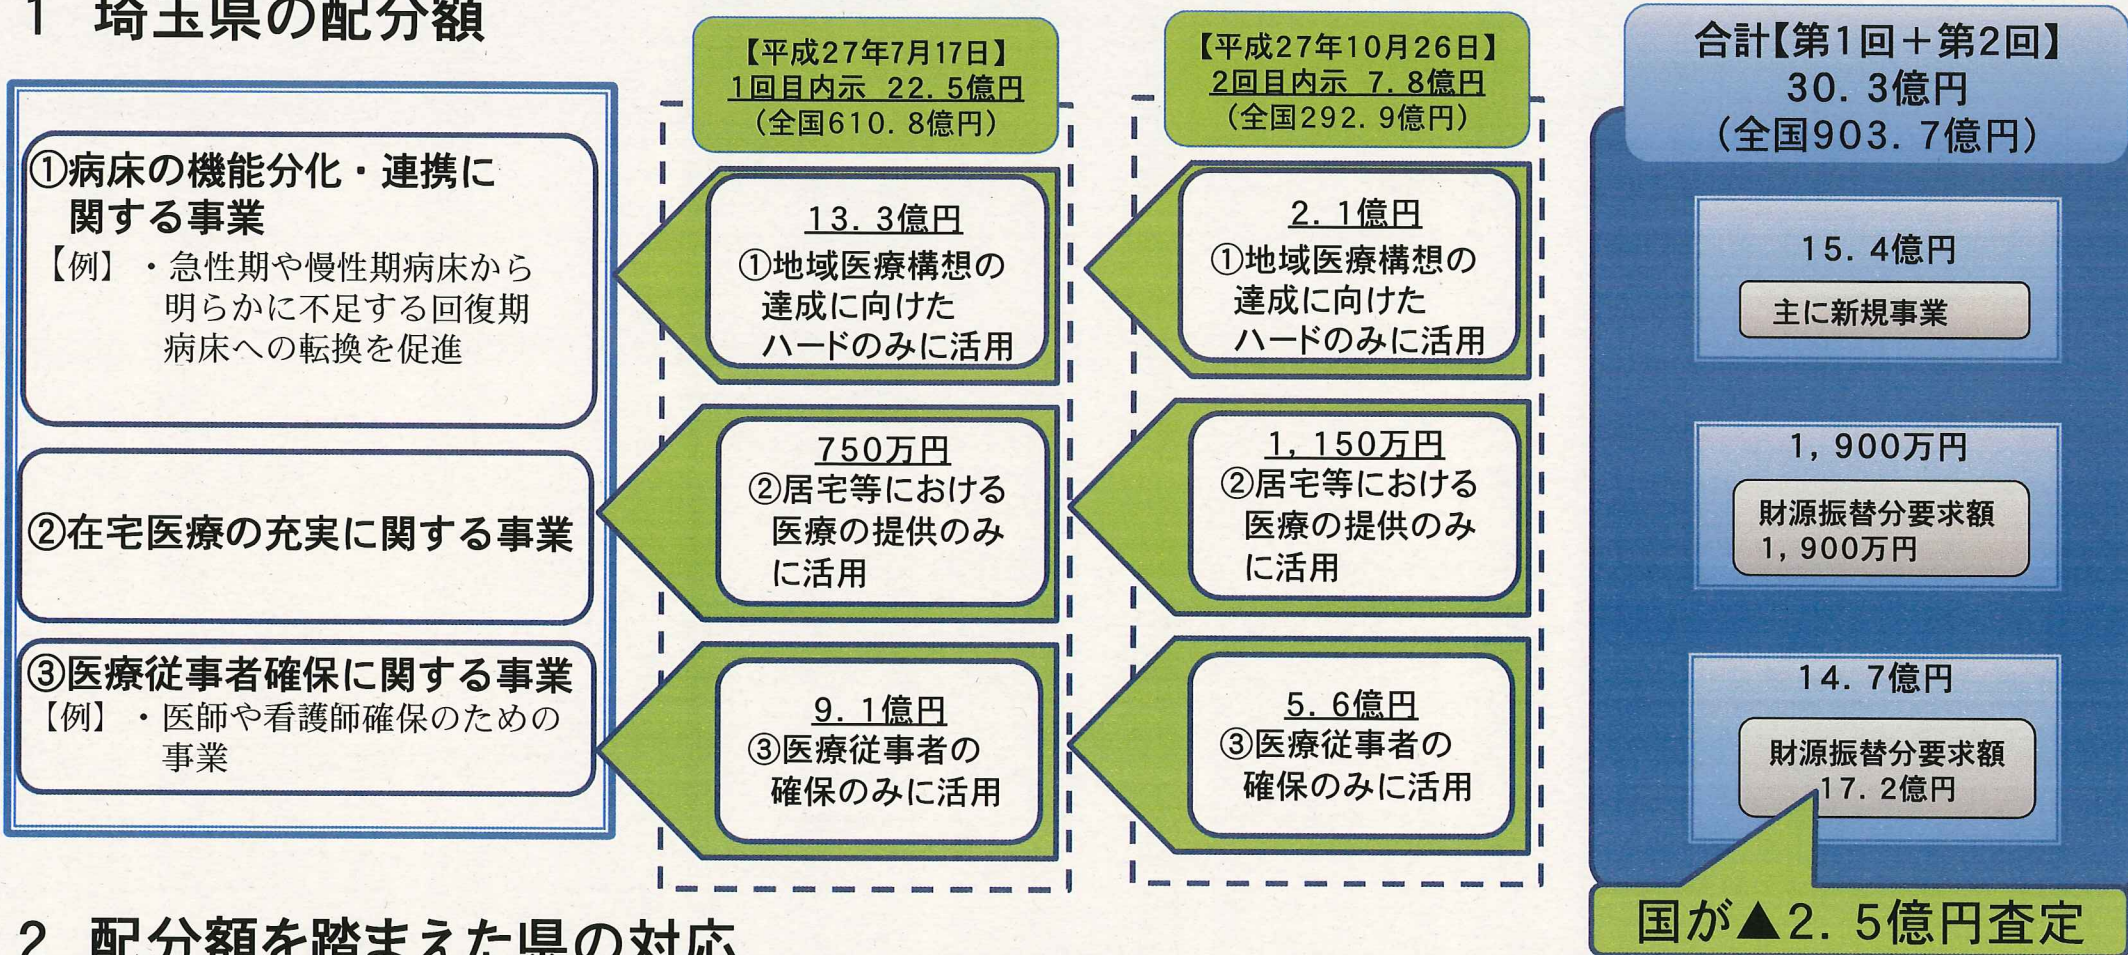 1 埼玉県の配分額
【平成27年7月17日】
1回目内示 22.5億円
(全国610.8億円)
【平成27年10月26日】
2回目内示 7.8億円
(全国292.9億円)
合計【第1回+第2回】
30.3億円
(全国903.7億円)
①病床の機能分化・連携に
関する事業
【例】・急性期や慢性期病床から
明らかに不足する回復期
病床への転換を促進
13.3億円
①地域医療構想の
達成に向けた
ハードのみに活用
2.1億円
①地域医療構想の
達成に向けた
ハードのみに活用
15.4億円
主に新規事業
②在宅医療の充実に関する事業
750万円
②居宅等における
医療の提供のみ
に活用
1,150万円
②居宅等における
医療の提供のみ
に活用
1,900万円
財源振替分要求額
1,900万円
③医療従事者確保に関する事業
【例】・医師や看護師確保のための
事業
9.1億円
③医療従事者の
確保のみに活用
5.6億円
③医療従事者の
確保のみに活用
14.7億円
財源振替分要求額
17.2億円
国が▲2.5億円査定
2 配分額を踏まえた県の対応